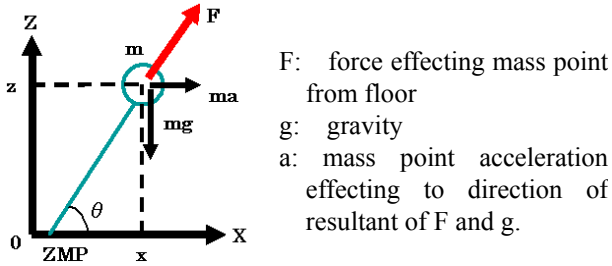 Z
F
m
z
ma
mg
θ
0
ZMP
x
X
F: force effecting mass point
from floor
g: gravity
a: mass point acceleration
effecting to direction of
resultant of F and g.